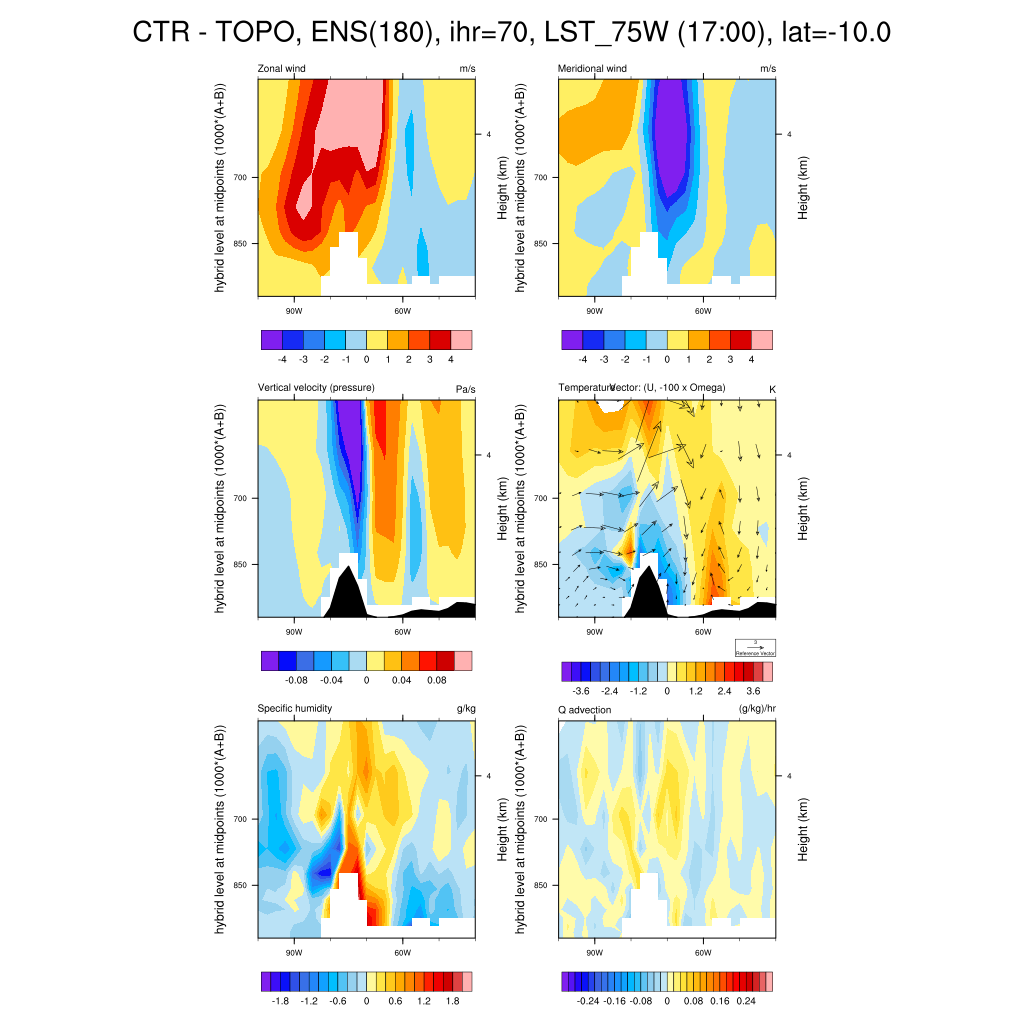 CTR - TOPO, ENS(180), ihr=70, LST_75W (17:00), lat=-10.0
Zonal wind m/s
hybrid level at midpoints (1000*(A+B))
700
850
4
Height (km)
90W 60W
-4 -3 -2 -1 0 1 2 3 4
Meridional wind m/s
hybrid level at midpoints (1000*(A+B))
700
850
4
Height (km)
90W 60W
-4 -3 -2 -1 0 1 2 3 4
Vertical velocity (pressure) Pa/s
hybrid level at midpoints (1000*(A+B))
700
850
4
Height (km)
90W 60W
-0.08 -0.04 0 0.04 0.08
Temperature Vector: (U, -100 x Omega) K
hybrid level at midpoints (1000*(A+B))
700
850
4
Height (km)
90W 60W
3
Reference Vector
-3.6 -2.4 -1.2 0 1.2 2.4 3.6
Specific humidity g/kg
hybrid level at midpoints (1000*(A+B))
700
850
4
Height (km)
90W 60W
-1.8 -1.2 -0.6 0 0.6 1.2 1.8
Q advection (g/kg)/hr
hybrid level at midpoints (1000*(A+B))
700
850
4
Height (km)
90W 60W
-0.24 -0.16 -0.08 0 0.08 0.16 0.24